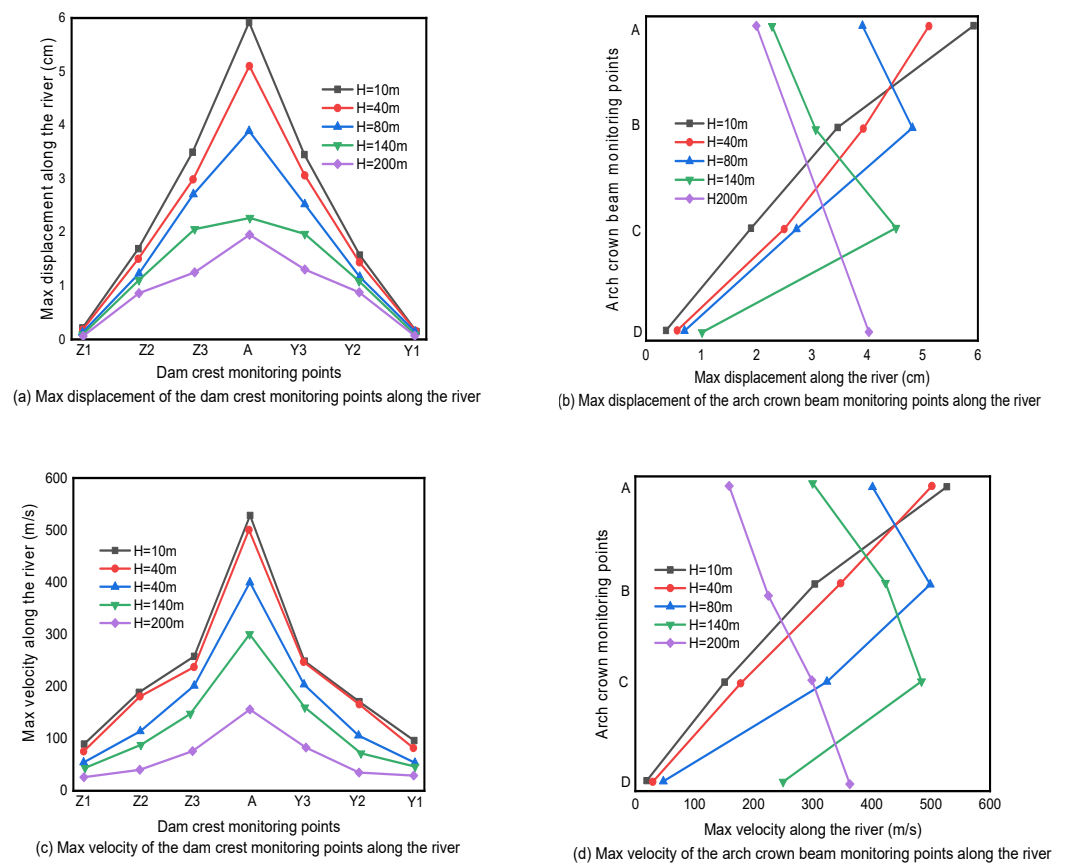 Max displacement along the river (cm)
6
5
4
3
2
1
0
H=10m
H=40m
H=80m
H=140m
H=200m
Z1 Z2 Z3 A Y3 Y2 Y1
Dam crest monitoring points
(a) Max displacement of the dam crest monitoring points along the river
Arch crown beam monitoring points
A
B
C
D
H=10m
H=40m
H=80m
H=140m
H200m
0 1 2 3 4 5 6
Max displacement along the river (cm)
(b) Max displacement of the arch crown beam monitoring points along the river
Max velocity along the river (m/s)
600
500
400
300
200
100
0
H=10m
H=40m
H=40m
H=140m
H=200m
Z1 Z2 Z3 A Y3 Y2 Y1
Dam crest monitoring points
(c) Max velocity of the dam crest monitoring points along the river
Arch crown monitoring points
A
B
C
D
H=10m
H=40m
H=80m
H=140m
H=200m
0 100 200 300 400 500 600
Max velocity along the river (m/s)
(d) Max velocity of the arch crown beam monitoring points along the river